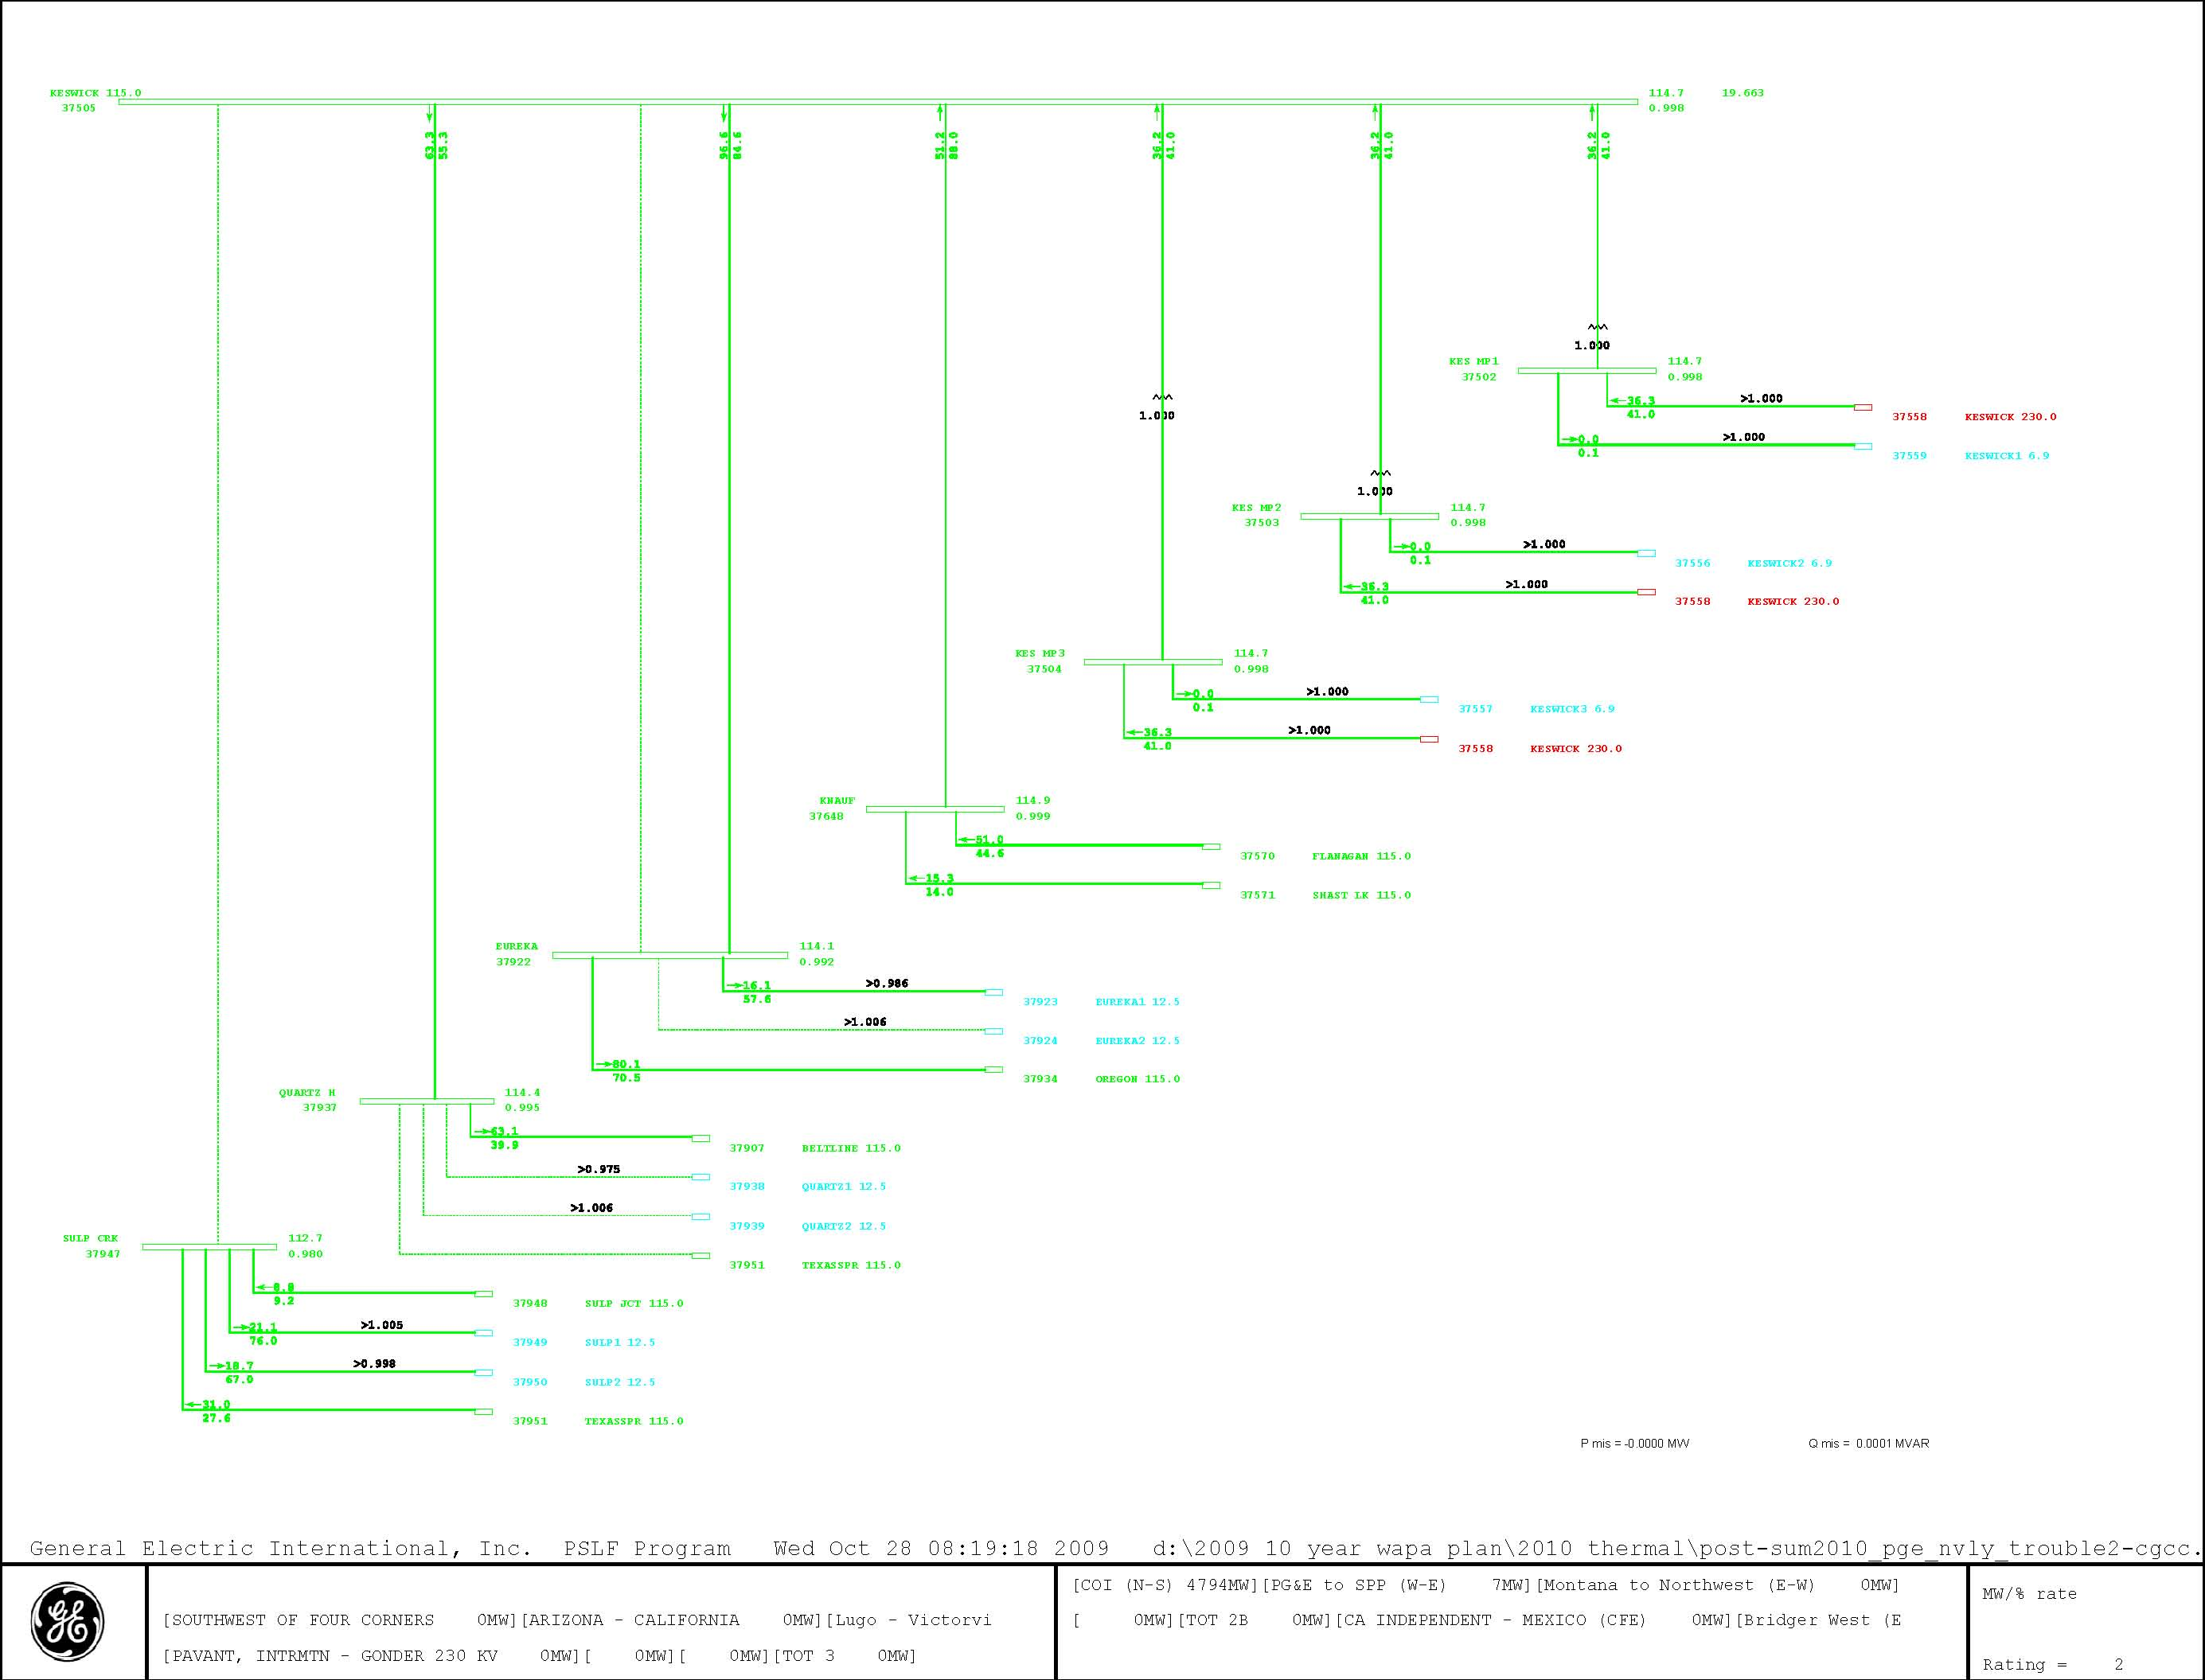 KESWICK 115.0
37505
114.7 19.663
0.998
63.3
55.3
96.6
84.6
51.2
88.0
36.2
41.0
36.2
41.0
36.2
41.0
1.000
KES MP1
37502
114.7
0.998
36.3
41.0
>1.000
37558 KESWICK 230.0
0.0
0.1
>1.000
37559 KESWICK1 6.9
1.000
1.000
KES MP2
37503
114.7
0.998
0.0
0.1
>1.000
37556 KESWICK2 6.9
36.3
41.0
>1.000
37558 KESWICK 230.0
KES MP3
37504
114.7
0.998
0.0
0.1
>1.000
37557 KESWICK3 6.9
36.3
41.0
>1.000
37558 KESWICK 230.0
KNAUF
37648
114.9
0.999
51.0
44.6
37570 FLANAGAN 115.0
15.3
14.0
37571 SHAST LK 115.0
EUREKA
37922
114.1
0.992
16.1
57.6
>0.986
37923 EUREKA1 12.5
>1.006
37924 EUREKA2 12.5
80.1
70.5
37934 OREGON 115.0
QUARTZ H
37937
114.4
0.995
63.1
39.9
37907 BELTLINE 115.0
>0.975
37938 QUARTZ1 12.5
>1.006
37939 QUARTZ2 12.5
37951 TEXASSPR 115.0
SULP CRK
37947
112.7
0.980
9.2
37948 SULP JCT 115.0
21.1
76.0
>1.005
37949 SULP1 12.5
18.7
67.0
>0.998
37950 SULP2 12.5
31.0
27.6
37951 TEXASSPR 115.0
P mis = -0.0000 MW Q mis = 0.0001 MVAR
General Electric International, Inc. PSLF Program Wed Oct 28 08:19:18 2009 d:\2009 10 year wapa plan\2010 thermal\post-sum2010_pge_nvly_trouble2-cgcc.
GE
[SOUTHWEST OF FOUR CORNERS 0MW][ARIZONA - CALIFORNIA 0MW][Lugo - Victorvi
[PAVANT, INTRMTN - GONDER 230 KV 0MW][ 0MW][ 0MW][TOT 3 0MW]
[COI (N-S) 4794MW][PG&E to SPP (W-E) 7MW][Montana to Northwest (E-W) 0MW]
[ 0MW][TOT 2B 0MW][CA INDEPENDENT - MEXICO (CFE) 0MW][Bridger West (E
MW/% rate
Rating = 2